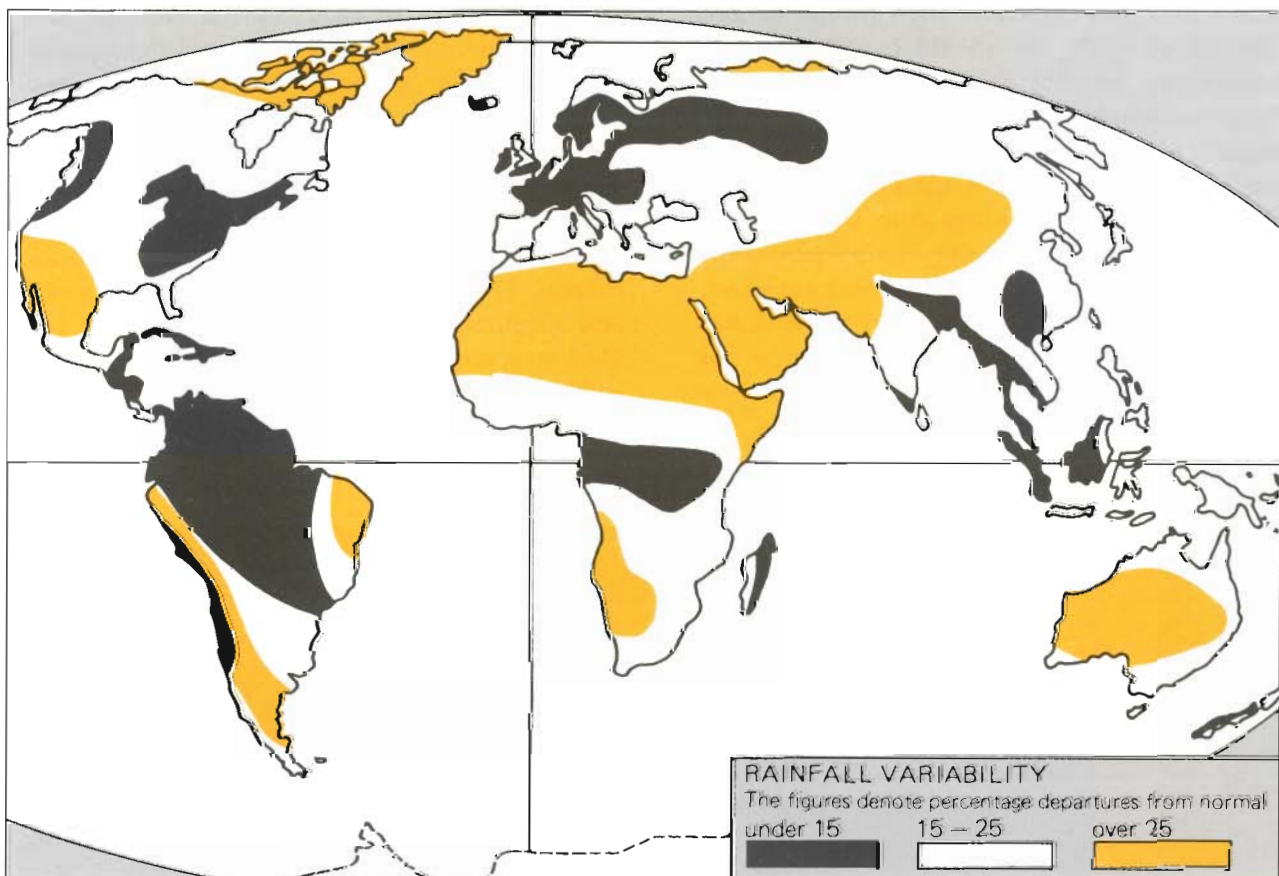 RAINFALL VARIABILITY
The figures denote percentage departures from normal
under 15 15 – 25 over 25